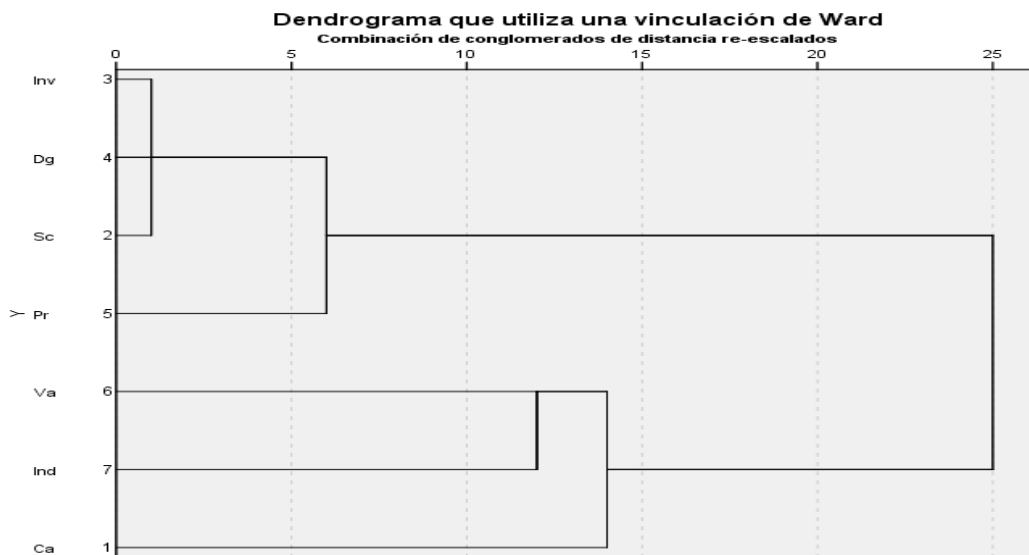 Dendrograma que utiliza una vinculación de Ward
Combinación de conglomerados de distancia re-escalados
0 5 10 15 20 25
Inv 3
Dg 4
Sc 2
Y
Pr 5
Va 6
Ind 7
Ca 1